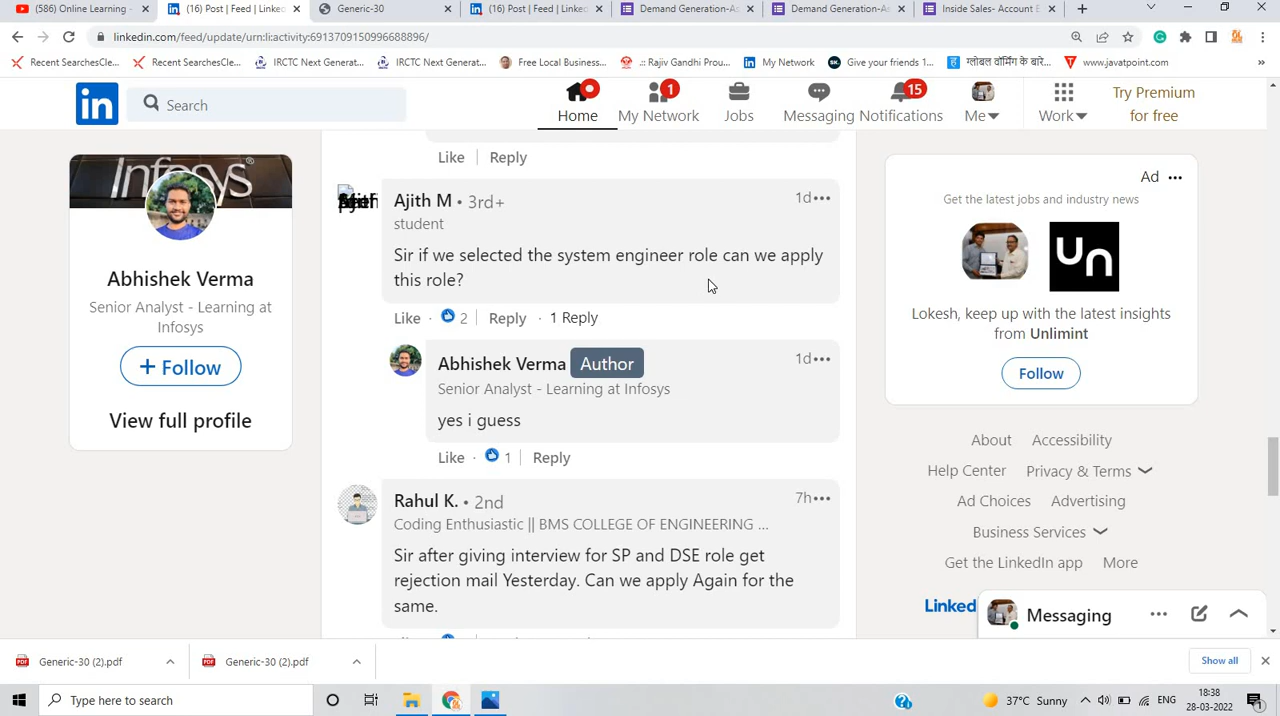 (586) Online Learning -
(16) Post | Feed | Linked
Generic-30
(16) Post | Feed | Linked
Demand Generation-A
Demand Generation-A
Inside Sales- Account E
linkedin.com/feed/update/urn:li:activity:6913709150996688896/
Recent SearchesCle...
Recent SearchesCle...
IRCTC Next Generat...
IRCTC Next Generat...
Free Local Business...
.:: Rajiv Gandhi Prou...
My Network
Give your friends 1...
ग्लोबल वॉर्मिंग के बारे...
www.javatpoint.com
»
in
Search
Home
1
My Network
Jobs
Messaging
15
Notifications
Me
Work
Try Premium
for free
Infosys®
Abhishek Verma
Senior Analyst - Learning at
Infosys
+ Follow
View full profile
Like
Reply
Ajith M • 3rd+
1d
student
Sir if we selected the system engineer role can we apply
this role?
Like · 2 | Reply · 1 Reply
Abhishek Verma Author
1d
Senior Analyst - Learning at Infosys
yes i guess
Like · 1 | Reply
Rahul K. • 2nd
7h
Coding Enthusiastic || BMS COLLEGE OF ENGINEERING ...
Sir after giving interview for SP and DSE role get
rejection mail Yesterday. Can we apply Again for the
same.
Ad
Get the latest jobs and industry news
Un
Lokesh, keep up with the latest insights
from Unlimint
Follow
About
Accessibility
Help Center
Privacy & Terms
Ad Choices
Advertising
Business Services
Get the LinkedIn app
More
Linked
Messaging
Generic-30 (2).pdf
Generic-30 (2).pdf
Show all
Type here to search
37°C Sunny
ENG
18:38
28-03-2022